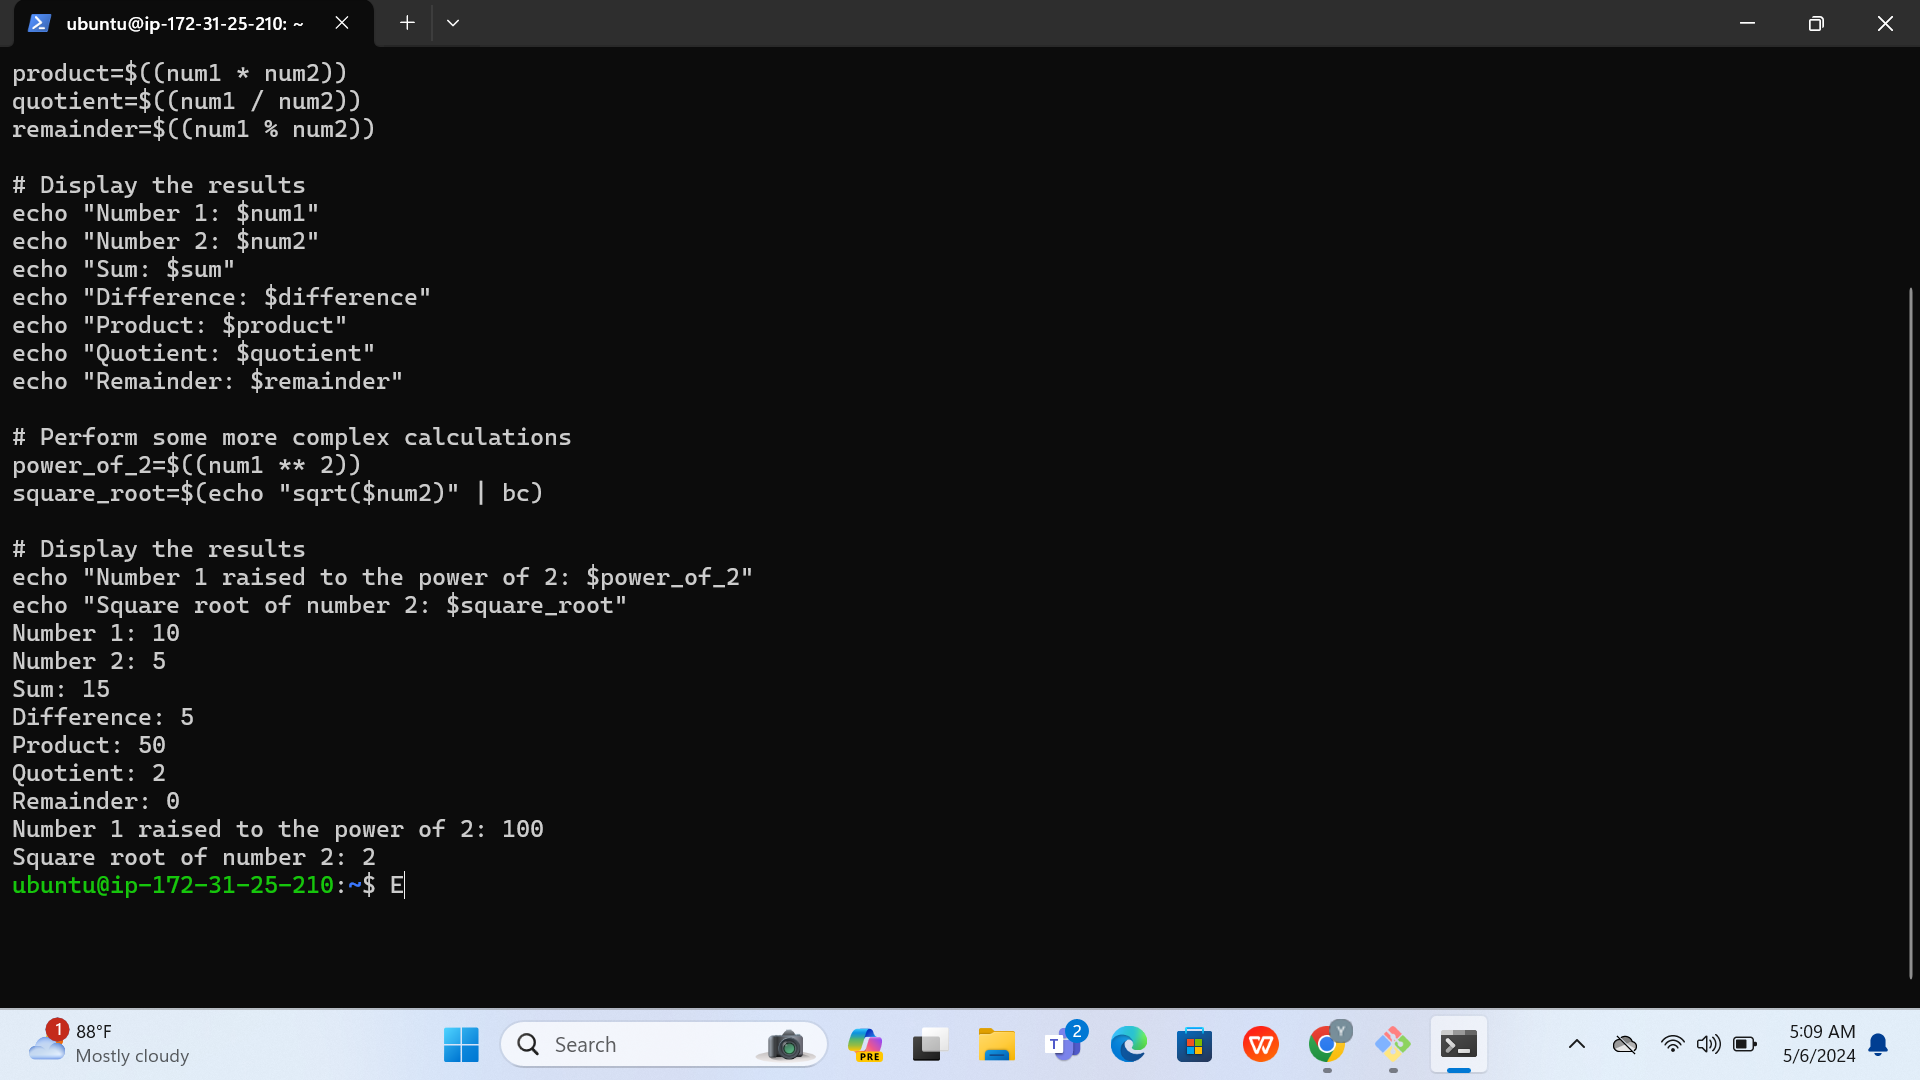 ubuntu@ip-172-31-25-210: ~
product=$((num1 * num2))
quotient=$((num1 / num2))
remainder=$((num1 % num2))
# Display the results
echo "Number 1: $num1"
echo "Number 2: $num2"
echo "Sum: $sum"
echo "Difference: $difference"
echo "Product: $product"
echo "Quotient: $quotient"
echo "Remainder: $remainder"
# Perform some more complex calculations
power_of_2=$((num1 ** 2))
square_root=$(echo "sqrt($num2)" | bc)
# Display the results
echo "Number 1 raised to the power of 2: $power_of_2"
echo "Square root of number 2: $square_root"
Number 1: 10
Number 2: 5
Sum: 15
Difference: 5
Product: 50
Quotient: 2
Remainder: 0
Number 1 raised to the power of 2: 100
Square root of number 2: 2
ubuntu@ip-172-31-25-210:~$ E
1
88°F
Mostly cloudy
Search
PRE
T
2
W
Y
5:09 AM
5/6/2024